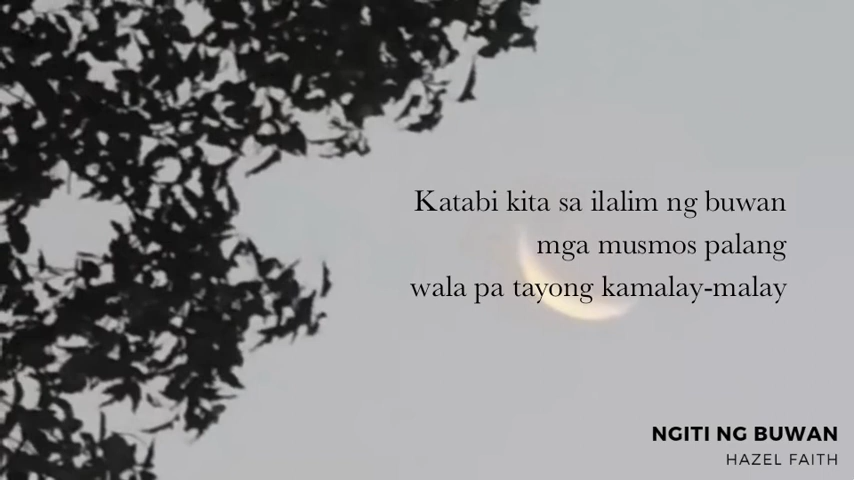 Katabi kita sa ilalim ng buwan
mga musmos palang
wala pa tayong kamalay-malay
NGITI NG BUWAN
HAZEL FAITH